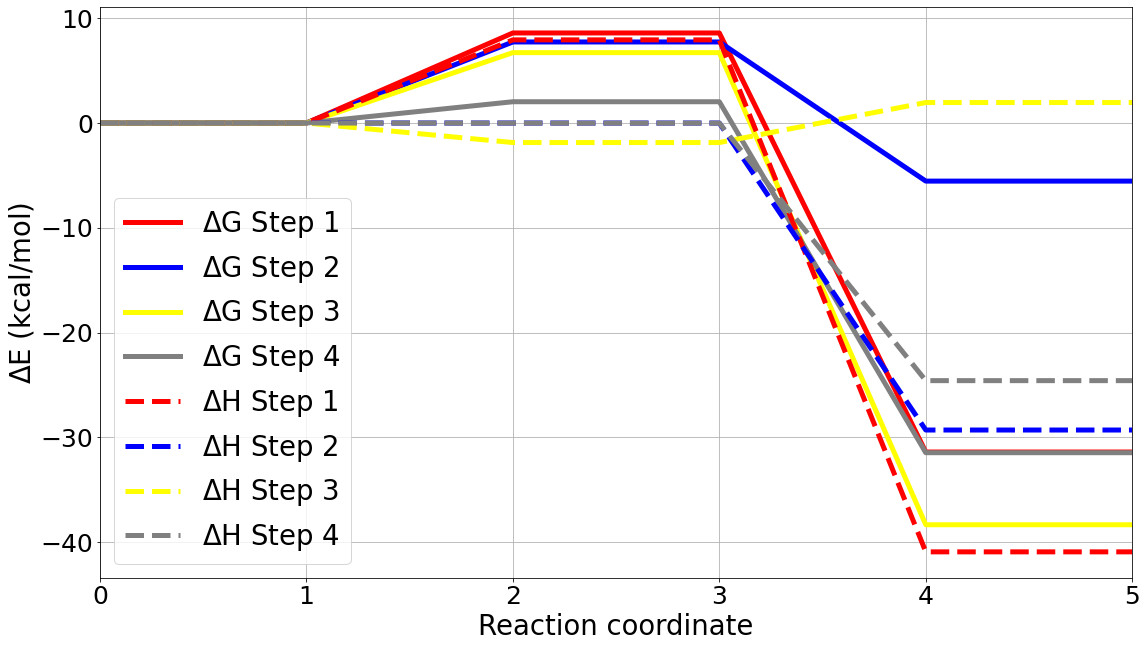 10
0
−10
−20
−30
−40
ΔE (kcal/mol)
ΔG Step 1
ΔG Step 2
ΔG Step 3
ΔG Step 4
ΔH Step 1
ΔH Step 2
ΔH Step 3
ΔH Step 4
0 1 2 3 4 5
Reaction coordinate